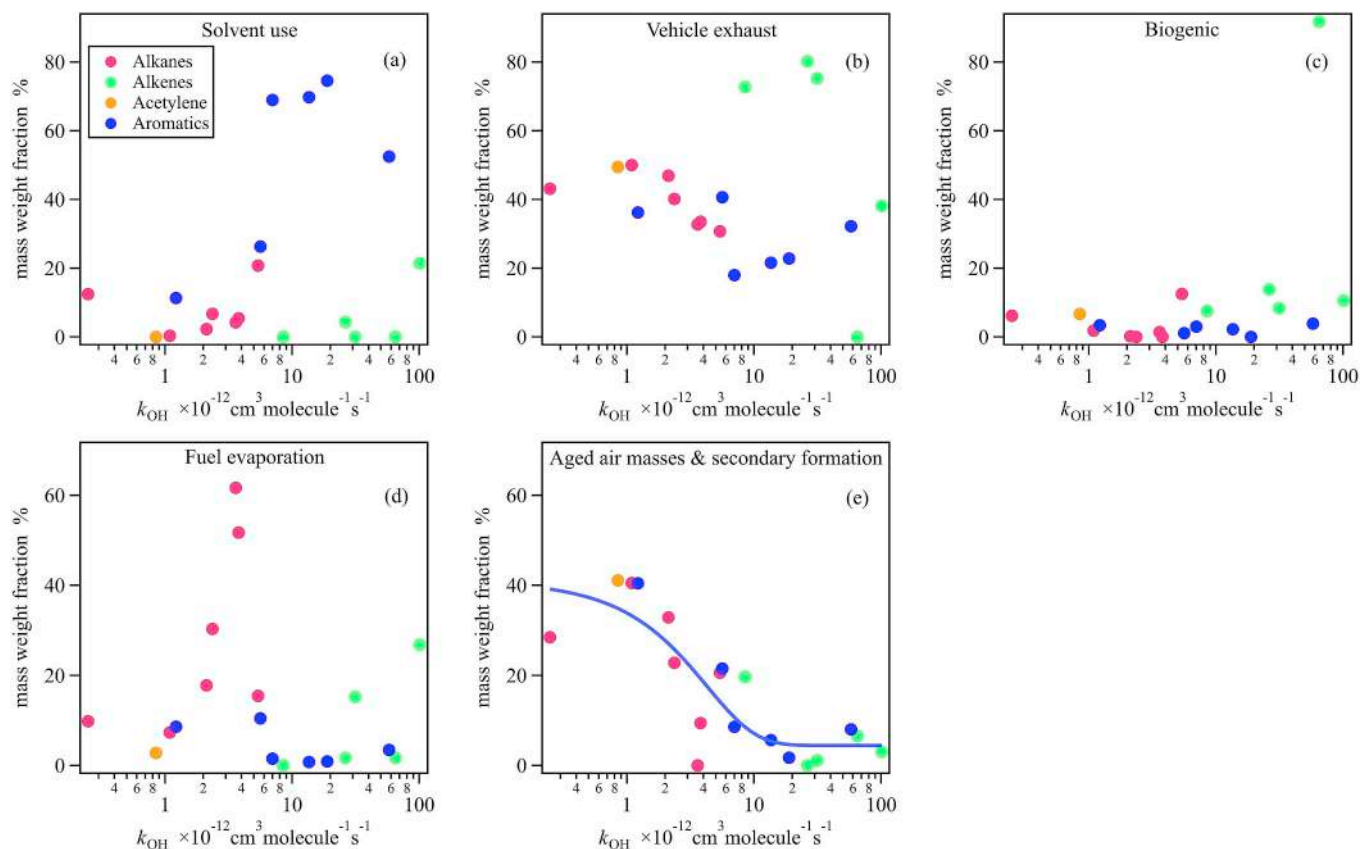 Solvent use
(a)
Alkanes
Alkenes
Acetylene
Aromatics
mass weight fraction %
80
60
40
20
0
4 6 8 1 2 4 6 8 10 2 4 6 8 100
k_OH ×10^-12 cm^3 molecule^-1 s^-1
Vehicle exhaust
(b)
mass weight fraction %
80
60
40
20
0
4 6 8 1 2 4 6 8 10 2 4 6 8 100
k_OH ×10^-12 cm^3 molecule^-1 s^-1
Biogenic
(c)
mass weight fraction %
80
60
40
20
0
4 6 8 1 2 4 6 8 10 2 4 6 8 100
k_OH ×10^-12 cm^3 molecule^-1 s^-1
Fuel evaporation
(d)
mass weight fraction %
60
40
20
0
4 6 8 1 2 4 6 8 10 2 4 6 8 100
k_OH ×10^-12 cm^3 molecule^-1 s^-1
Aged air masses & secondary formation
(e)
mass weight fraction %
60
40
20
0
4 6 8 1 2 4 6 8 10 2 4 6 8 100
k_OH ×10^-12 cm^3 molecule^-1 s^-1